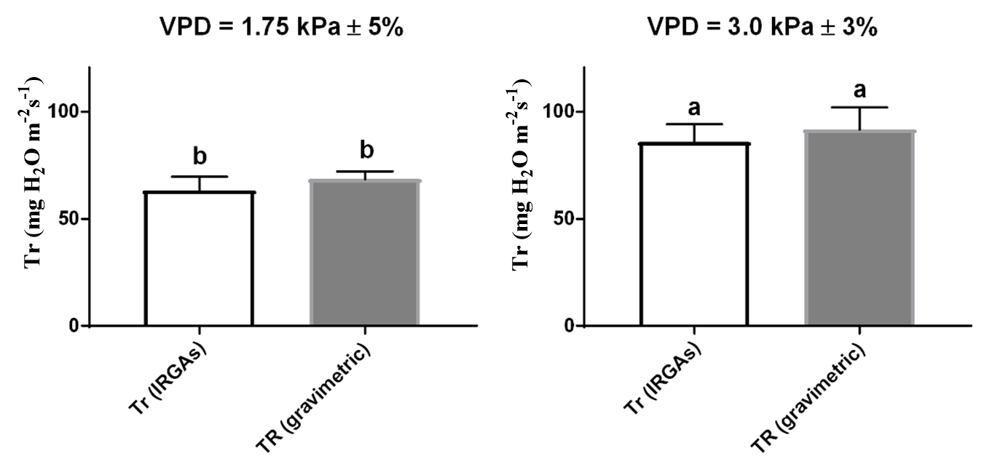 VPD = 1.75 kPa ± 5%
Tr (mg H₂O m⁻²s⁻¹)
100
50
0
b
b
Tr (IRGAs)
TR (gravimetric)
VPD = 3.0 kPa ± 3%
Tr (mg H₂O m⁻²s⁻¹)
100
50
0
a
a
Tr (IRGAs)
TR (gravimetric)